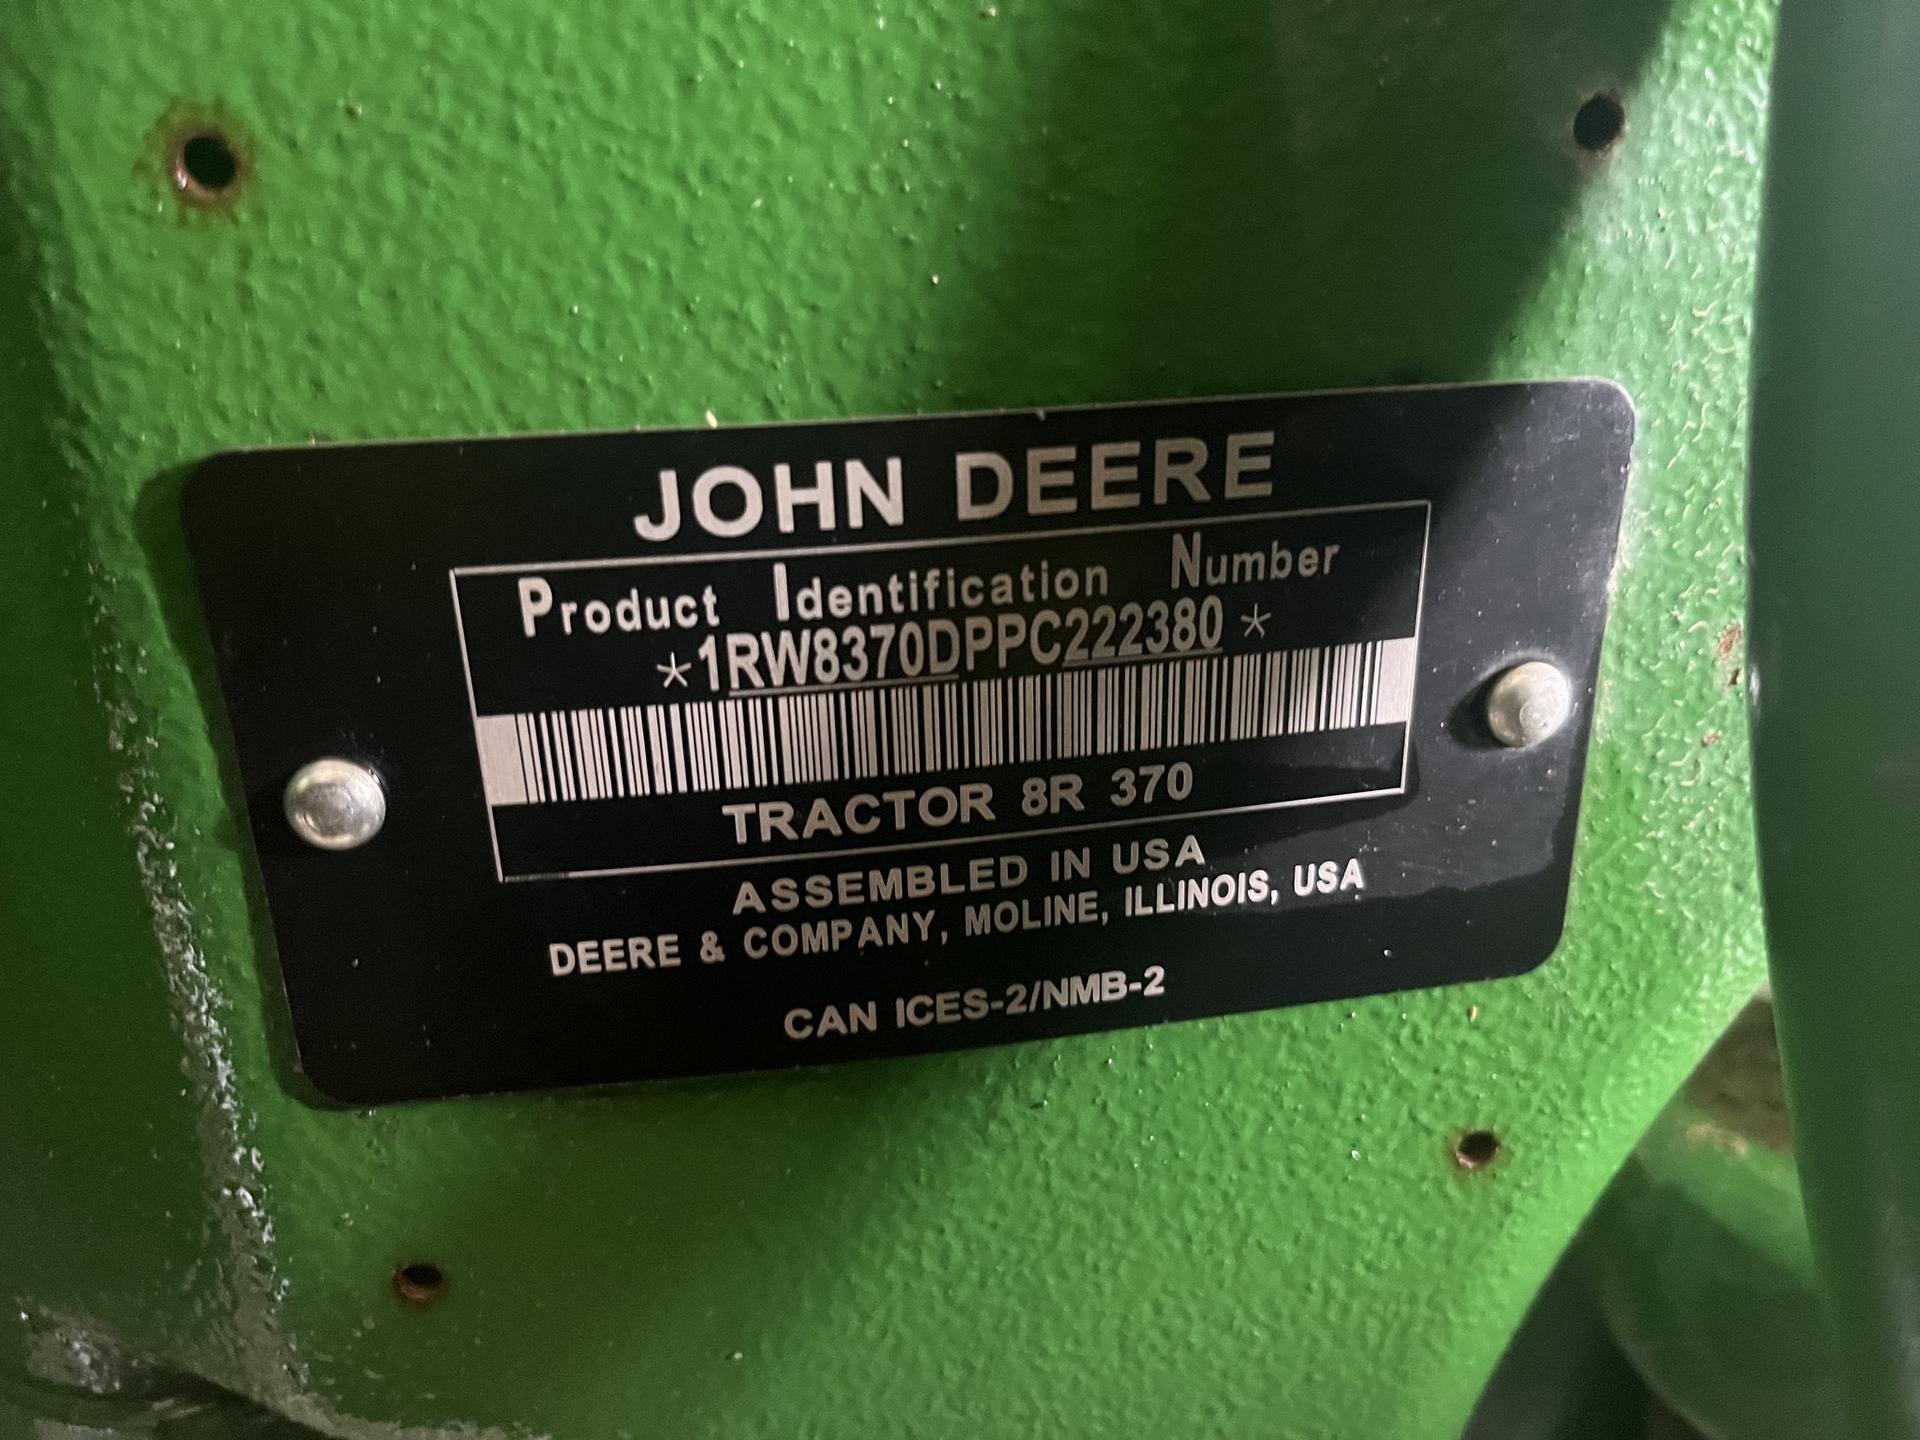 JOHN DEERE
Product Identification Number
*1RW8370DPPC222380*
TRACTOR 8R 370
ASSEMBLED IN USA
DEERE & COMPANY, MOLINE, ILLINOIS, USA
CAN ICES-2/NMB-2